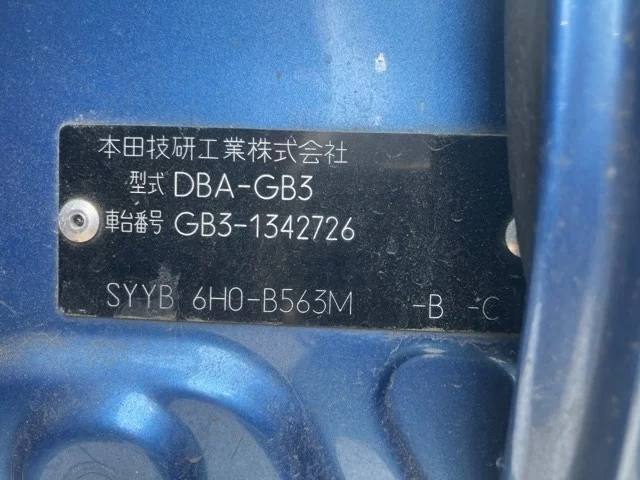 本田技研工業株式会社
型式 DBA-GB3
車台番号 GB3-1342726
SYYB 6H0-B563M -B -C